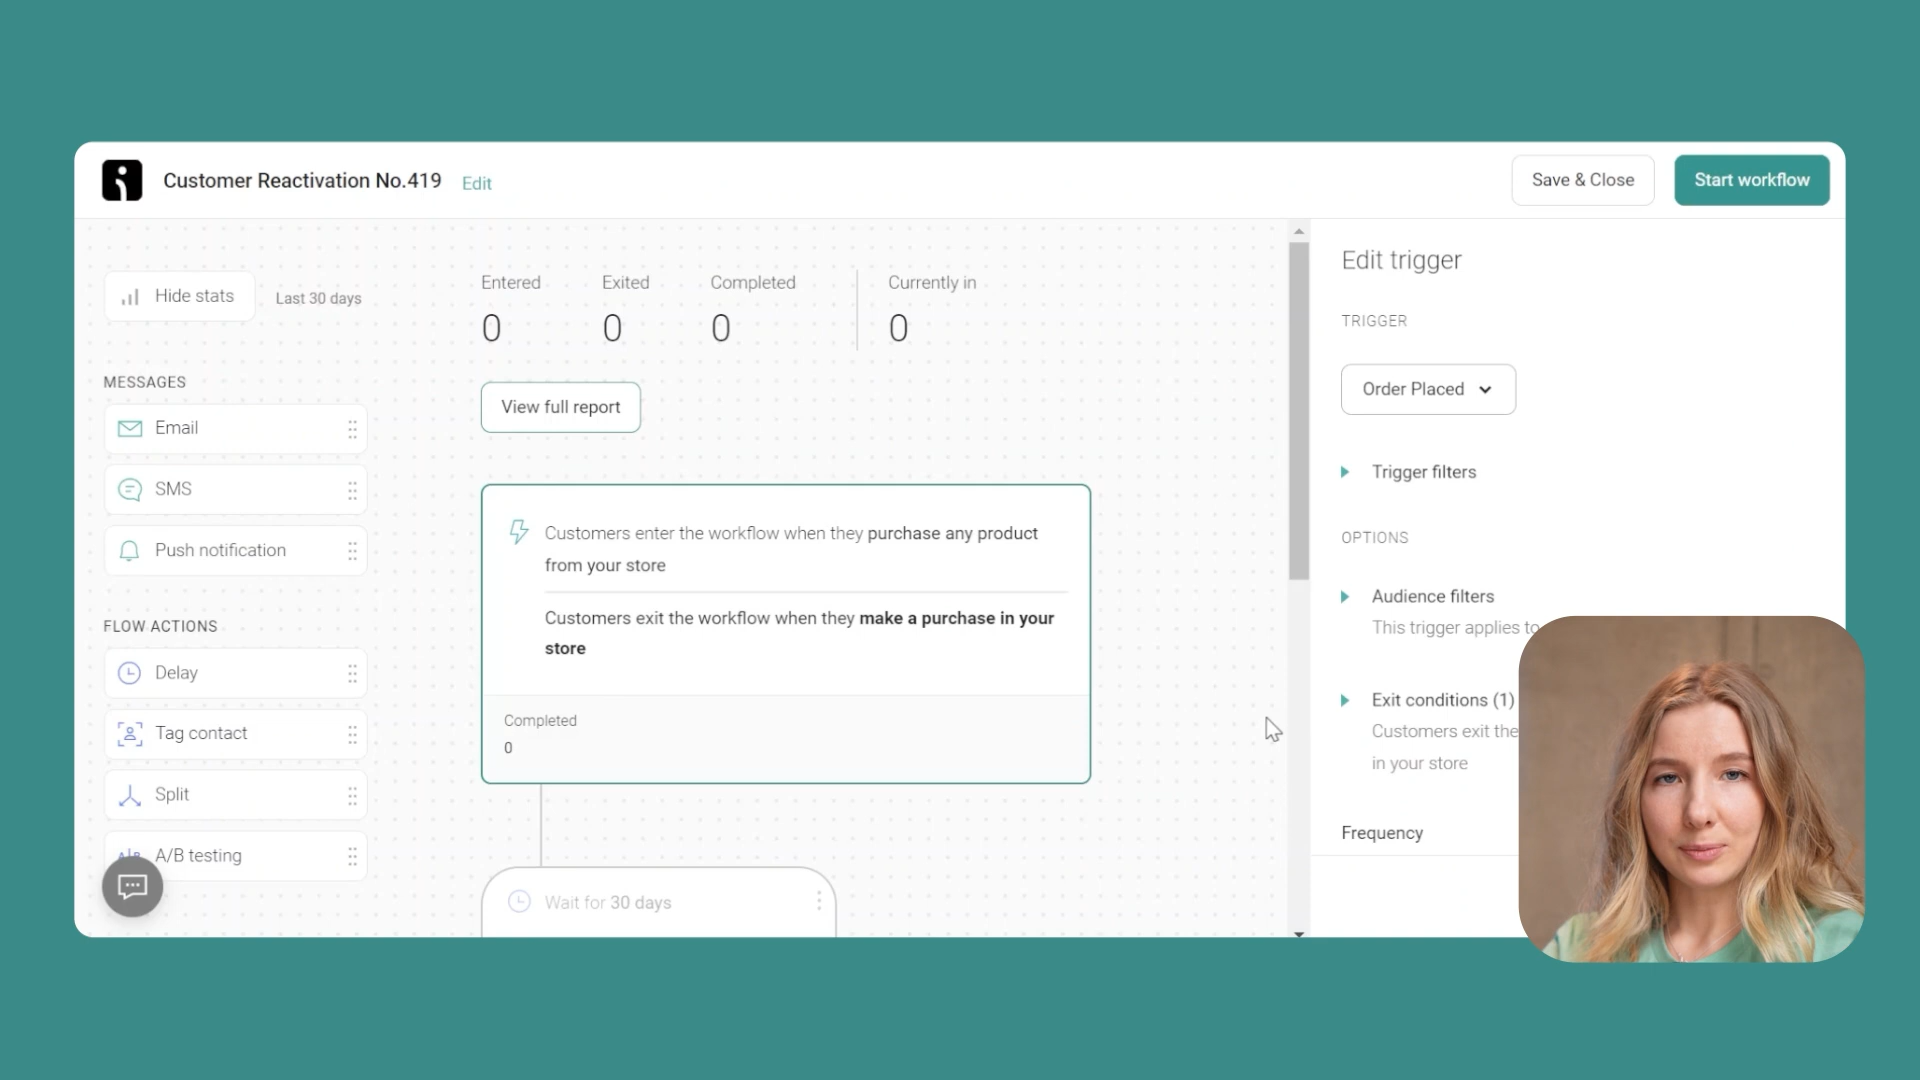 Customer Reactivation No.419 Edit
Save & Close
Start workflow
Hide stats
Last 30 days
Entered
Exited
Completed
Currently in
0
0
0
0
View full report
MESSAGES
Email
SMS
Push notification
FLOW ACTIONS
Delay
Tag contact
Split
A/B testing
Customers enter the workflow when they purchase any product
from your store
Customers exit the workflow when they make a purchase in your
store
Completed
0
Wait for 30 days
Edit trigger
TRIGGER
Order Placed
Trigger filters
OPTIONS
Audience filters
This trigger applies to
Exit conditions (1)
Customers exit the
in your store
Frequency